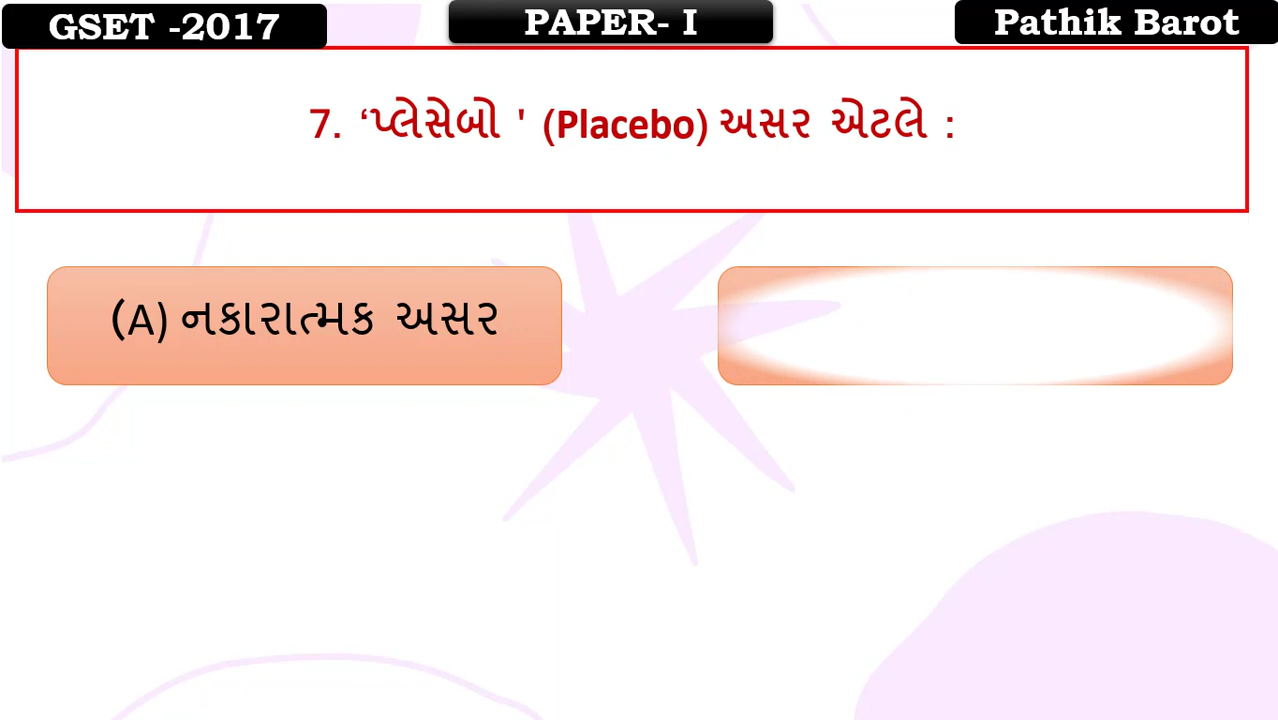 GSET -2017
PAPER- I
Pathik Barot
7. ‘પ્લેસેબો ' (Placebo) અસર એટલે :
(A) નકારાત્મક અસર